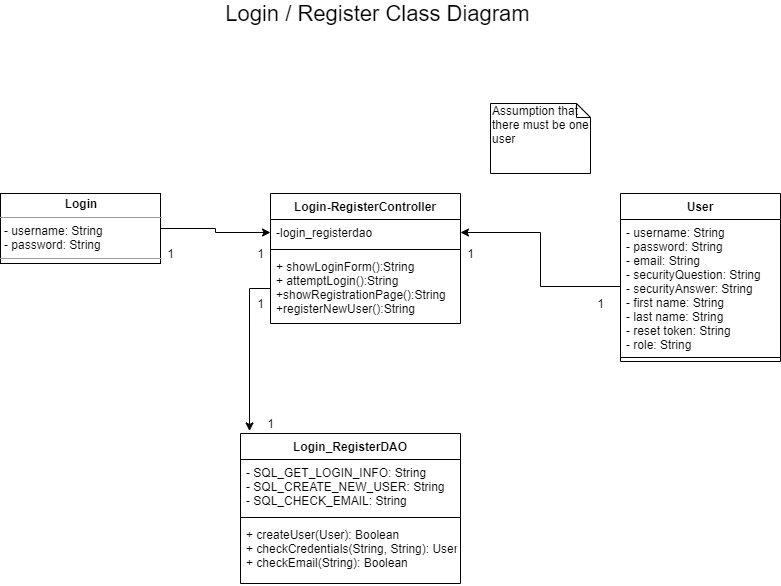 Login / Register Class Diagram
Assumption that
there must be one
user
Login
- username: String
- password: String
1
1
Login-RegisterController
-login_registerdao
+ showLoginForm():String
+ attemptLogin():String
+showRegistrationPage():String
+registerNewUser():String
1
1
User
- username: String
- password: String
- email: String
- securityQuestion: String
- securityAnswer: String
- first name: String
- last name: String
- reset token: String
- role: String
1
1
Login_RegisterDAO
- SQL_GET_LOGIN_INFO: String
- SQL_CREATE_NEW_USER: String
- SQL_CHECK_EMAIL: String
+ createUser(User): Boolean
+ checkCredentials(String, String): User
+ checkEmail(String): Boolean